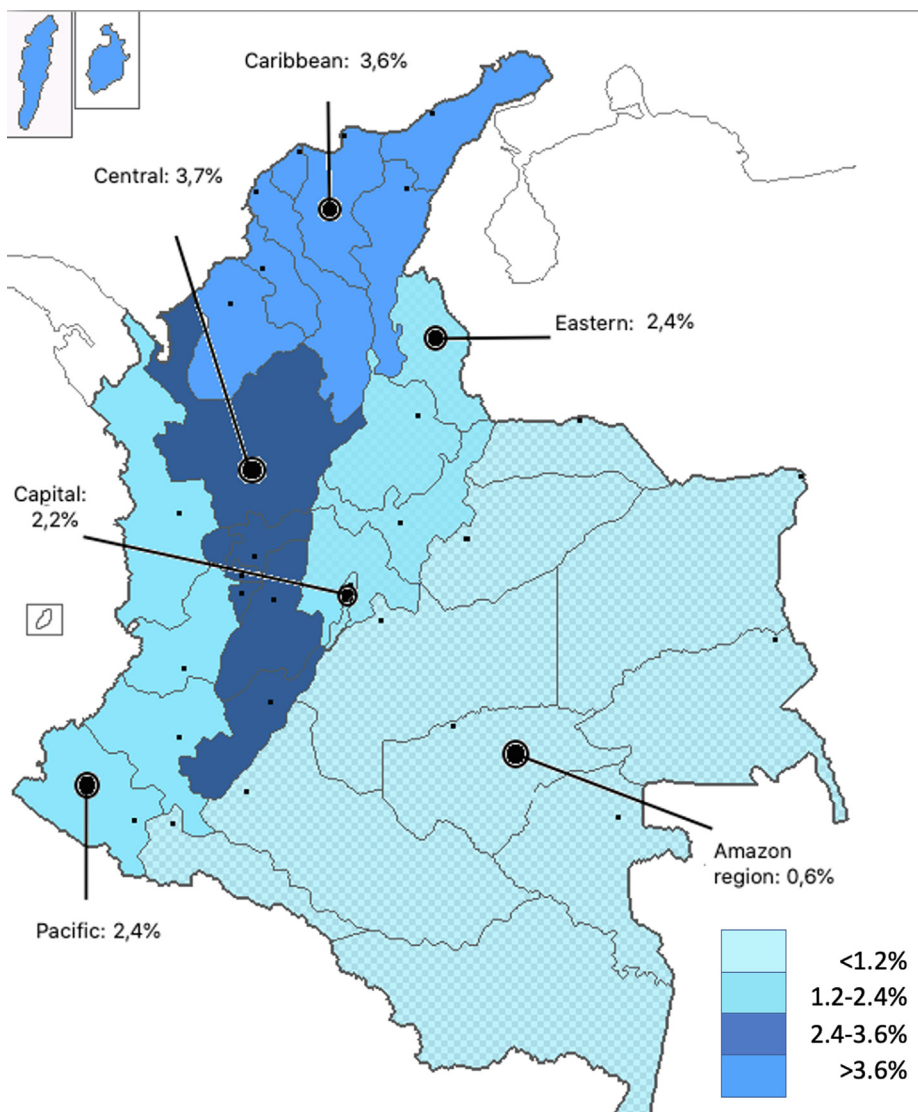 Caribbean: 3,6%
Central: 3,7%
Eastern: 2,4%
Capital:
2,2%
Amazon
region: 0,6%
Pacific: 2,4%
<1.2%
1.2-2.4%
2.4-3.6%
>3.6%